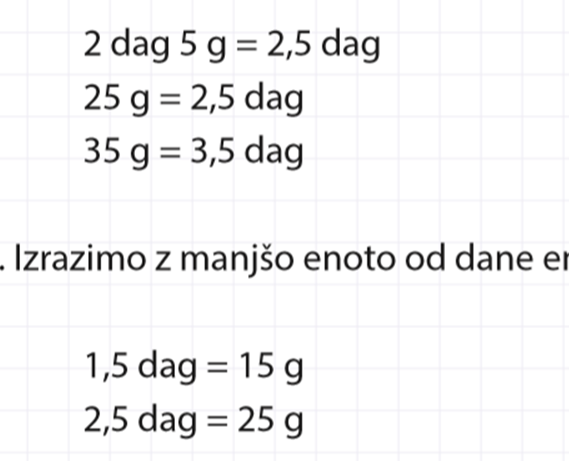 2 dag 5 g = 2,5 dag
25 g = 2,5 dag
35 g = 3,5 dag
. Izrazimo z manjšo enoto od dane
1,5 dag = 15 g
2,5 dag = 25 g